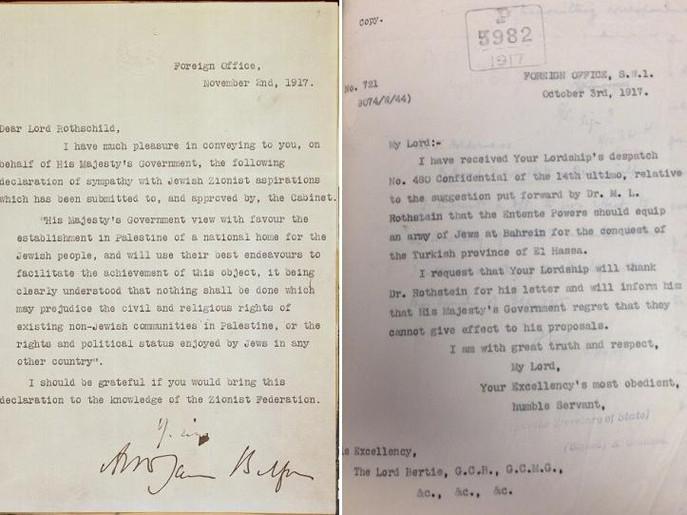 Foreign Office,
November 2nd, 1917.
Dear Lord Rothschild,
I have much pleasure in conveying to you, on
behalf of His Majesty's Government, the following
declaration of sympathy with Jewish Zionist aspirations
which has been submitted to, and approved by, the Cabinet.
"His Majesty's Government view with favour the
establishment in Palestine of a national home for the
Jewish people, and will use their best endeavours to
facilitate the achievement of this object, it being
clearly understood that nothing shall be done which
may prejudice the civil and religious rights of
existing non-Jewish communities in Palestine, or the
rights and political status enjoyed by Jews in any
other country".
I should be grateful if you would bring this
declaration to the knowledge of the Zionist Federation.
Copy.
P
5982
1917
No. 721
FOREIGN OFFICE, S.W.1.
October 3rd, 1917.
My Lord:-
I have received Your Lordship's despatch
No. 480 Confidential of the 14th ultimo, relative
to the suggestion put forward by Dr. M. L.
Rothstein that the Entente Powers should equip
an army of Jews at Bahrein for the conquest of
the Turkish province of El Hassa.
I request that Your Lordship will thank
Dr. Rothstein for his letter and will inform him
that His Majesty's Government regret that they
cannot give effect to his proposals.
I am with great truth and respect,
My Lord,
Your Excellency's most obedient,
humble Servant,
Excellency,
The Lord Bertie, G.C.B., G.C.M.G.,
&c., &c., &c.